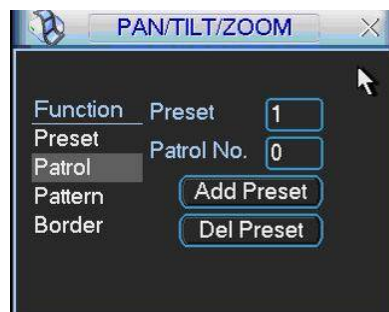 PAN/TILT/ZOOM
Function
Preset
Patrol
Pattern
Border
Preset 1
Patrol No. 0
Add Preset
Del Preset